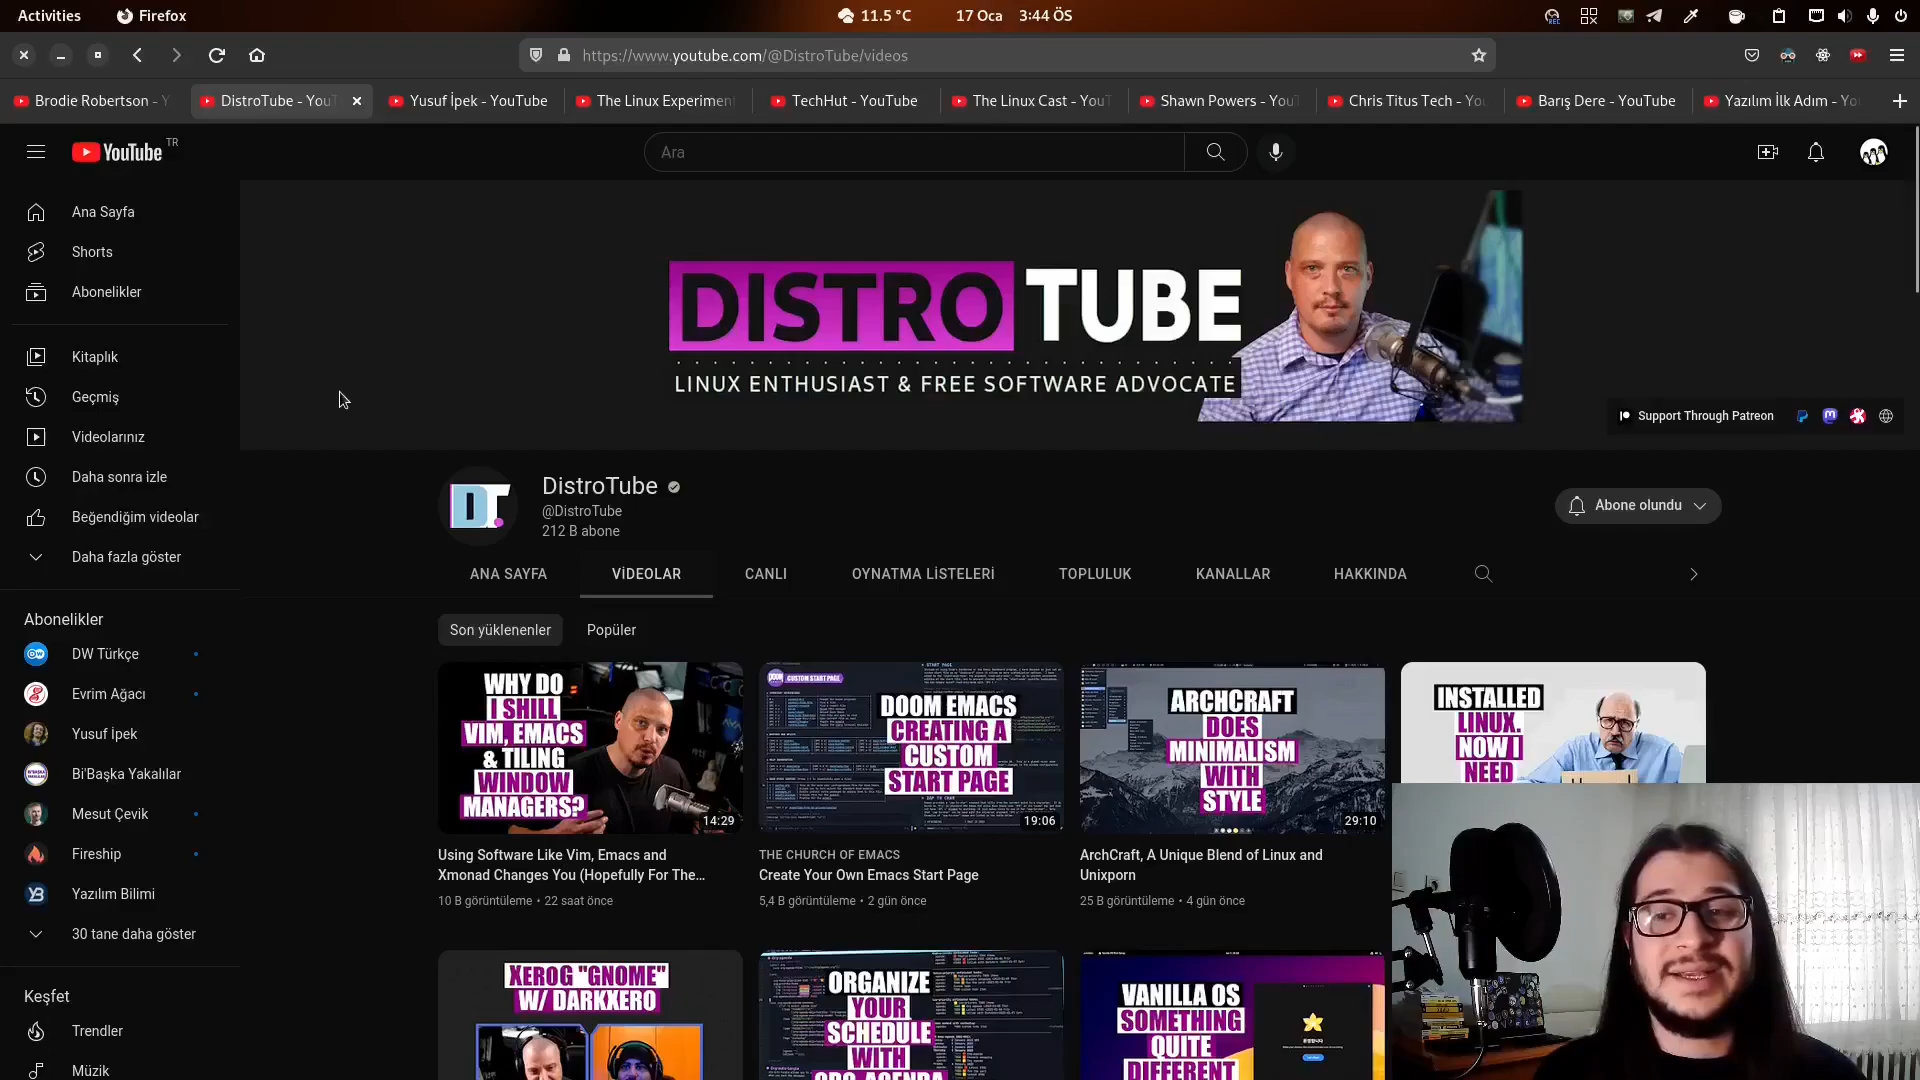 Activities
Firefox
11.5 °C
17 Oca 3:44 ÖS
REC
https://www.youtube.com/@DistroTube/videos
Brodie Robertson - Y
DistroTube - YouT
Yusuf İpek - YouTube
The Linux Experimen
TechHut - YouTube
The Linux Cast - YouT
Shawn Powers - YouT
Chris Titus Tech - Yo
Barış Dere - YouTube
Yazılım İlk Adım - Yo
YouTube TR
Ara
Ana Sayfa
Shorts
Abonelikler
Kitaplık
Geçmiş
Videolarınız
Daha sonra izle
Beğendiğim videolar
Daha fazla göster
Abonelikler
DW Türkçe
Evrim Ağacı
Yusuf İpek
Bi'Başka Yakalılar
Mesut Çevik
Fireship
Yazılım Bilimi
30 tane daha göster
Keşfet
Trendler
Müzik
DISTRO TUBE
LINUX ENTHUSIAST & FREE SOFTWARE ADVOCATE
Support Through Patreon
DT
DistroTube
@DistroTube
212 B abone
Abone olundu
ANA SAYFA
VİDEOLAR
CANLI
OYNATMA LİSTELERİ
TOPLULUK
KANALLAR
HAKKINDA
Son yüklenenler
Popüler
WHY DO
I SHILL
VIM, EMACS
& TILING
WINDOW
MANAGERS?
14:29
Using Software Like Vim, Emacs and
Xmonad Changes You (Hopefully For The...
10 B görüntüleme • 22 saat önce
CUSTOM START PAGE
DOOM EMACS
CREATING A
CUSTOM
START PAGE
19:06
THE CHURCH OF EMACS
Create Your Own Emacs Start Page
5,4 B görüntüleme • 2 gün önce
ARCHCRAFT
DOES
MINIMALISM
WITH
STYLE
29:10
ArchCraft, A Unique Blend of Linux and
Unixporn
25 B görüntüleme • 4 gün önce
INSTALLED
LINUX.
NOW I
NEED
XEROG "GNOME"
W/ DARKXERO
ORGANIZE
YOUR
SCHEDULE
WITH
ORG AGENDA
VANILLA OS
SOMETHING
QUITE
DIFFERENT